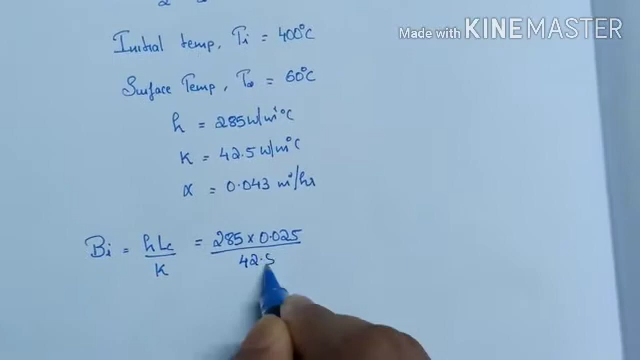 Made with KINEMASTER
2
Initial temp, Ti = 400°C
Surface Temp, T∞ = 60°C
h = 285 W/m²°C
K = 42.5 W/m°C
α = 0.043 m²/hr
Bi = hLc/K = 285 × 0.025/42.5